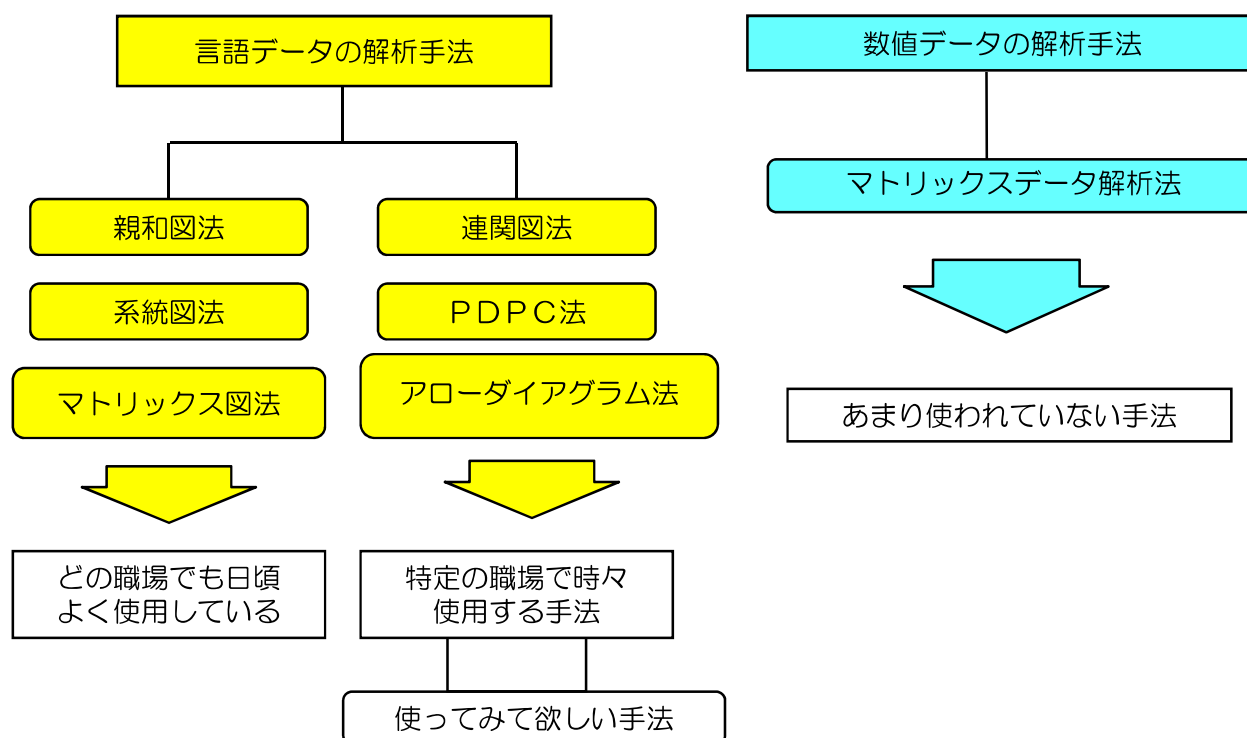 言語データの解析手法
数値データの解析手法
マトリックスデータ解析法
親和図法
連関図法
系統図法
ＰＤＰＣ法
マトリックス図法
アローダイアグラム法
あまり使われていない手法
どの職場でも日頃
よく使用している
特定の職場で時々
使用する手法
使ってみて欲しい手法